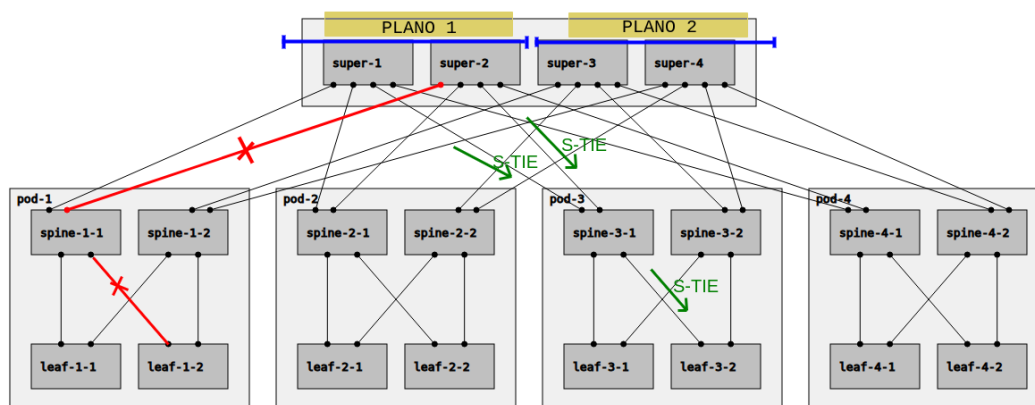 PLANO 1
PLANO 2
super-1
super-2
super-3
super-4
S-TIE
S-TIE
pod-1
pod-2
pod-3
pod-4
spine-1-1
spine-1-2
spine-2-1
spine-2-2
spine-3-1
spine-3-2
spine-4-1
spine-4-2
S-TIE
leaf-1-1
leaf-1-2
leaf-2-1
leaf-2-2
leaf-3-1
leaf-3-2
leaf-4-1
leaf-4-2